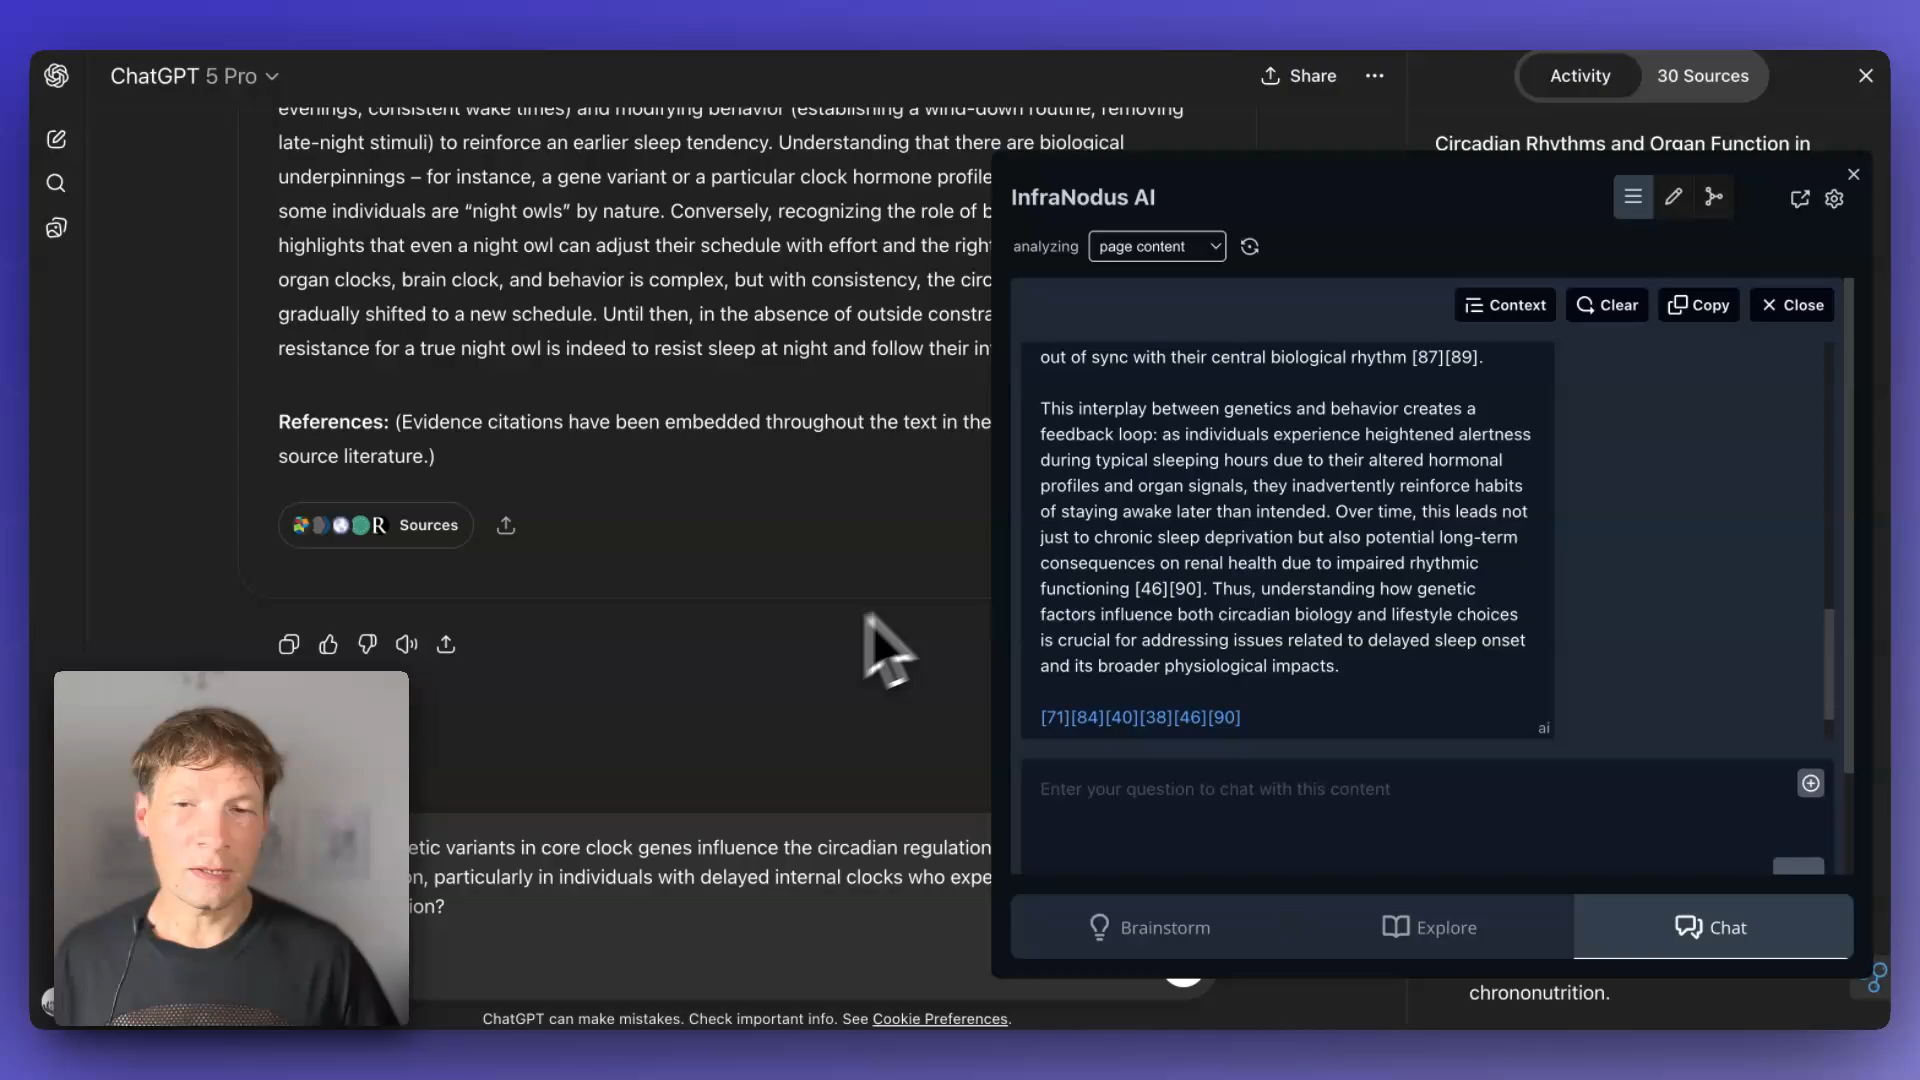 ChatGPT 5 Pro
Share
Activity
30 Sources
evenings, consistent wake times) and modifying behavior (establishing a wind-down routine, removing
late-night stimuli) to reinforce an earlier sleep tendency. Understanding that there are biological
underpinnings – for instance, a gene variant or a particular clock hormone profile
some individuals are “night owls” by nature. Conversely, recognizing the role of b
highlights that even a night owl can adjust their schedule with effort and the right
organ clocks, brain clock, and behavior is complex, but with consistency, the circ
gradually shifted to a new schedule. Until then, in the absence of outside constra
resistance for a true night owl is indeed to resist sleep at night and follow their in
References: (Evidence citations have been embedded throughout the text in the
source literature.)
R Sources
etic variants in core clock genes influence the circadian regulation
n, particularly in individuals with delayed internal clocks who expe
ion?
ChatGPT can make mistakes. Check important info. See Cookie Preferences.
Circadian Rhythms and Organ Function in
InfraNodus AI
analyzing page content
Context
Clear
Copy
Close
out of sync with their central biological rhythm [87][89].
This interplay between genetics and behavior creates a
feedback loop: as individuals experience heightened alertness
during typical sleeping hours due to their altered hormonal
profiles and organ signals, they inadvertently reinforce habits
of staying awake later than intended. Over time, this leads not
just to chronic sleep deprivation but also potential long-term
consequences on renal health due to impaired rhythmic
functioning [46][90]. Thus, understanding how genetic
factors influence both circadian biology and lifestyle choices
is crucial for addressing issues related to delayed sleep onset
and its broader physiological impacts.
[71][84][40][38][46][90]
ai
Enter your question to chat with this content
Brainstorm
Explore
Chat
chrononutrition.